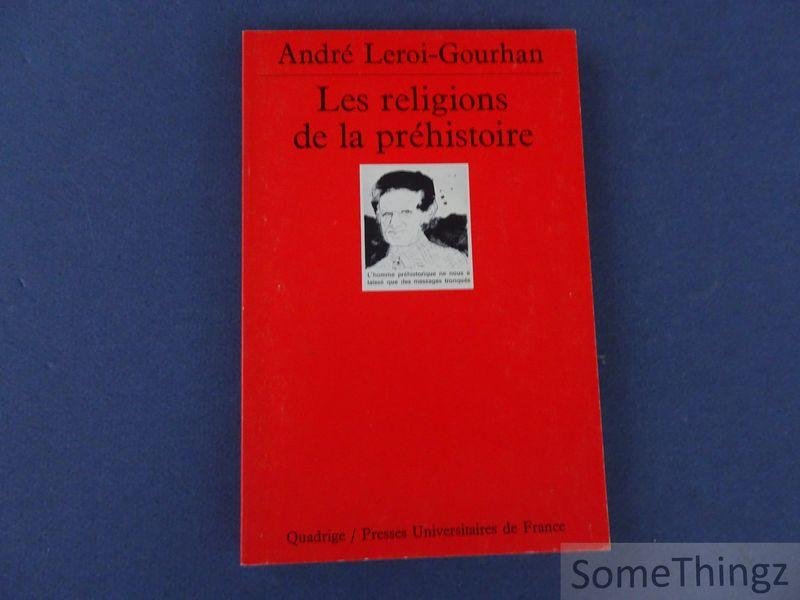 André Leroi-Gourhan
Les religions
de la préhistoire
L'homme préhistorique ne nous a
laissé que des messages tronqués
Quadrige / Presses Universitaires de France
SomeThingz